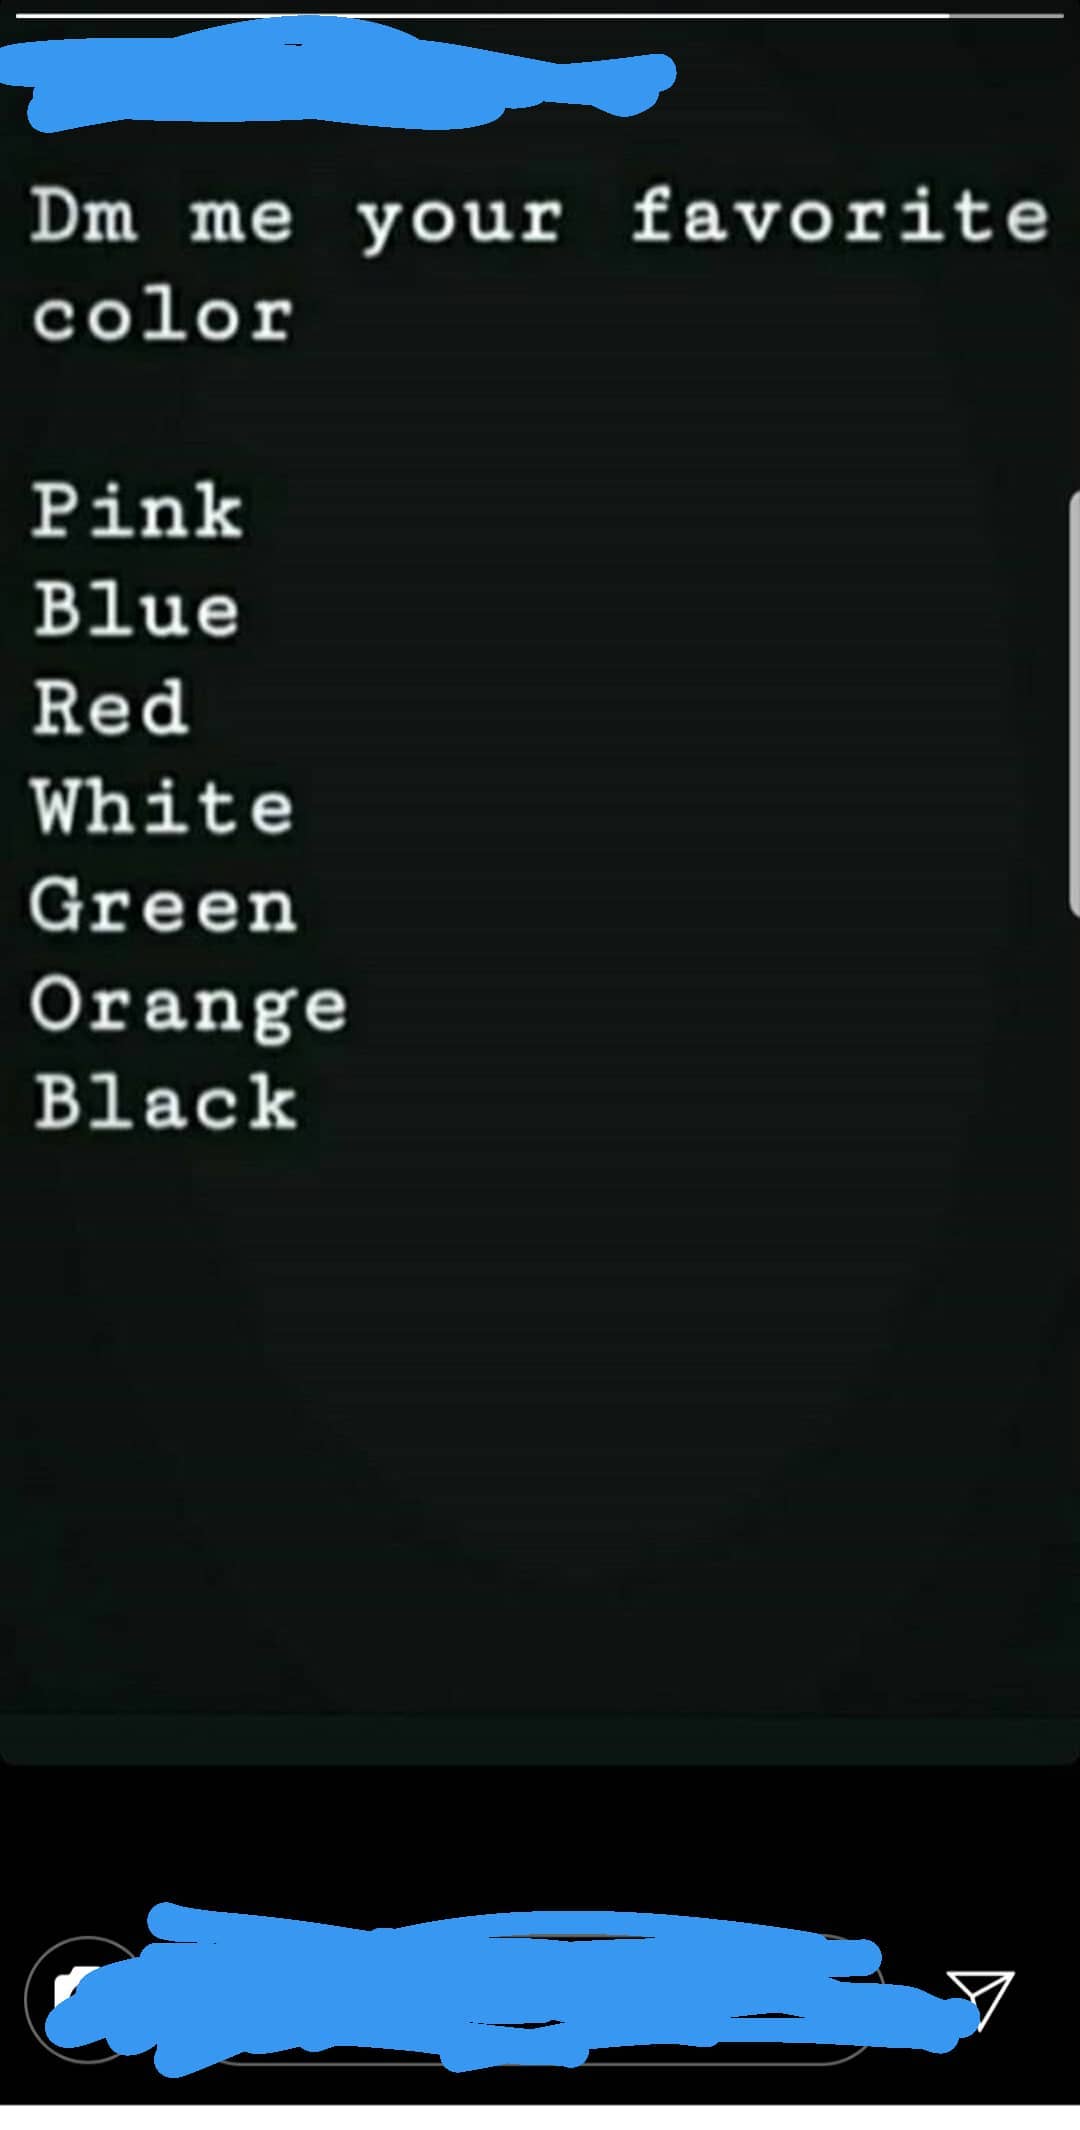 Dm me your favorite
color
Pink
Blue
Red
White
Green
Orange
Black